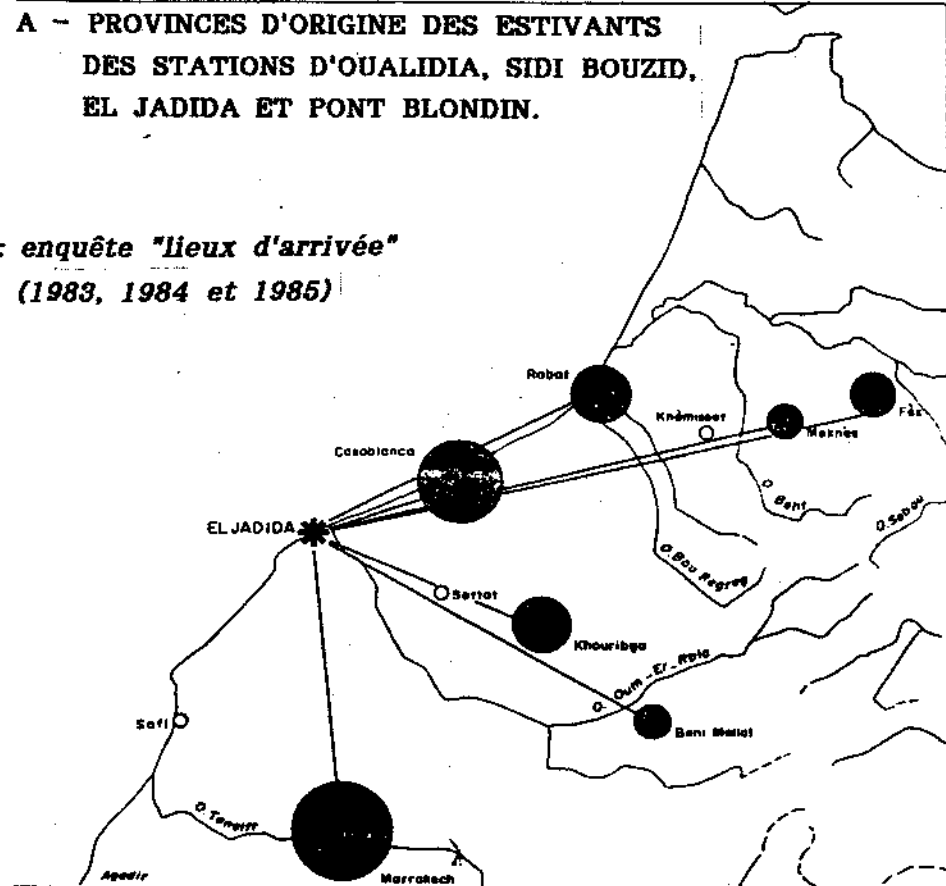 A - PROVINCES D'ORIGINE DES ESTIVANTS
DES STATIONS D'OUALIDIA, SIDI BOUZID,
EL JADIDA ET PONT BLONDIN.
: enquête "lieux d'arrivée"
(1983, 1984 et 1985)
Rabat
Khémisset
Meknès
Fès
Casablanca
O. Beht
O. Sebou
EL JADIDA
O. Bou Regreg
Settat
Khouribga
O. Oum-Er-Rbia
Safi
Beni Mellal
O. Tensift
Marrakech
Agadir